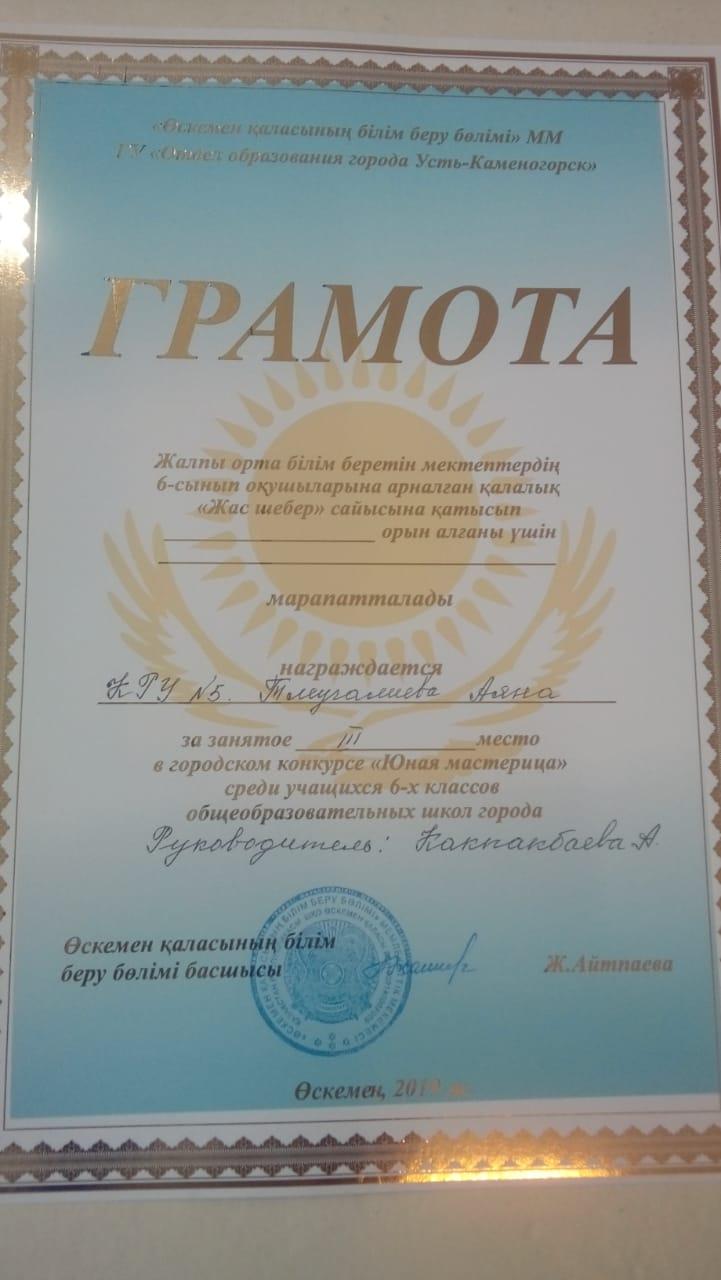 «Өскемен қаласының білім беру бөлімі» ММ
ГУ «Отдел образования города Усть-Каменогорск»
ГРАМОТА
Жалпы орта білім беретін мектептердің
6-сынып оқушыларына арналған қалалық
«Жас шебер» сайысына қатысып
орын алғаны үшін
марапатталады
награждается
КГУ №5. Тлеугалиева Аяна
за занятое III место
в городском конкурсе «Юная мастерица»
среди учащихся 6-х классов
общеобразовательных школ города
Руководитель: Какпакбаева А.
Өскемен қаласының білім
беру бөлімі басшысы
Ж.Айтпаева
Өскемен,